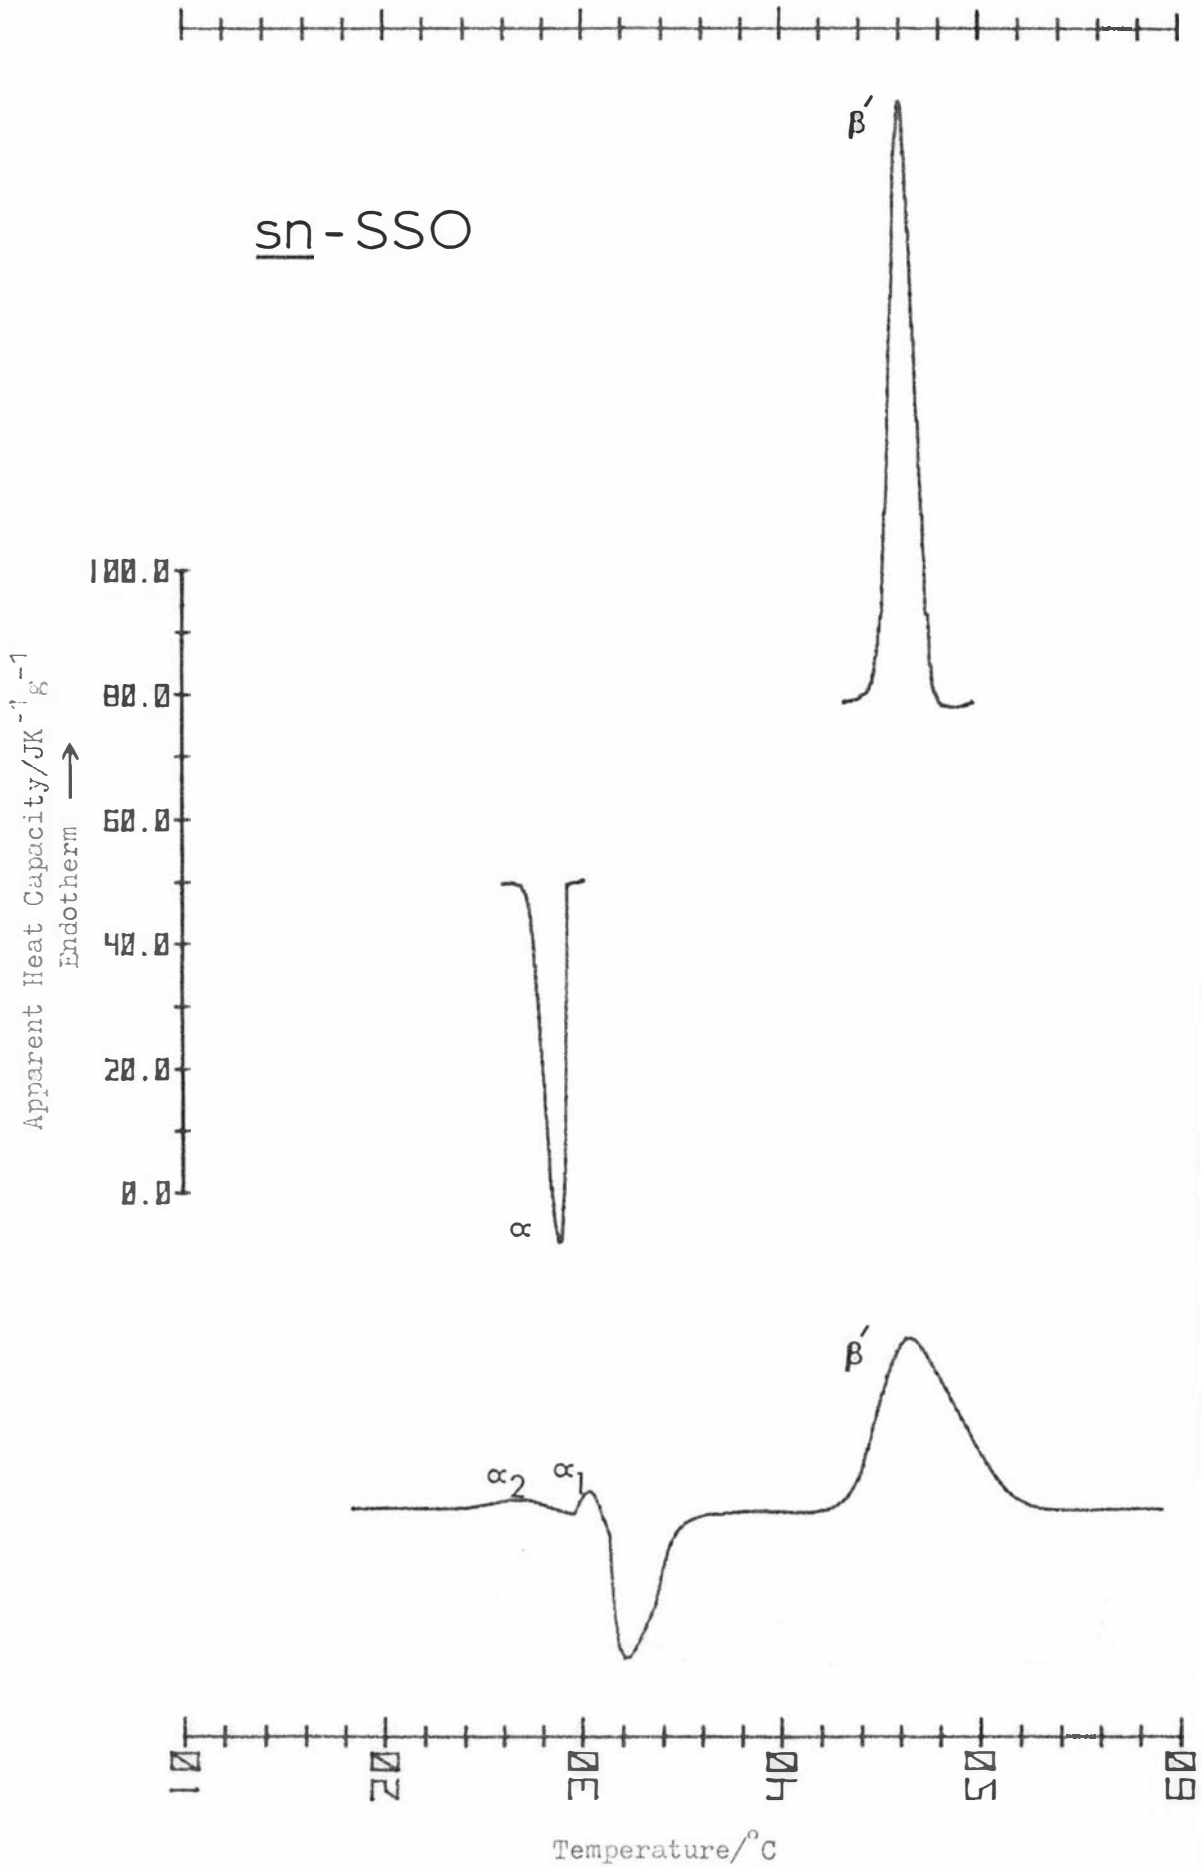 β′
sn-SSO
100.0
80.0
60.0
40.0
20.0
0.0
Apparent Heat Capacity/JK⁻¹g⁻¹
Endotherm →
α
β′
α₂
α₁
10
20
30
40
50
60
Temperature/°C